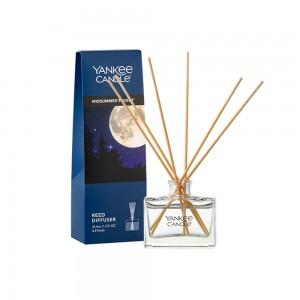 YANKEE
CANDLE
MIDSUMMER'S NIGHT
REED
DIFFUSER
YANKEE
CANDLE